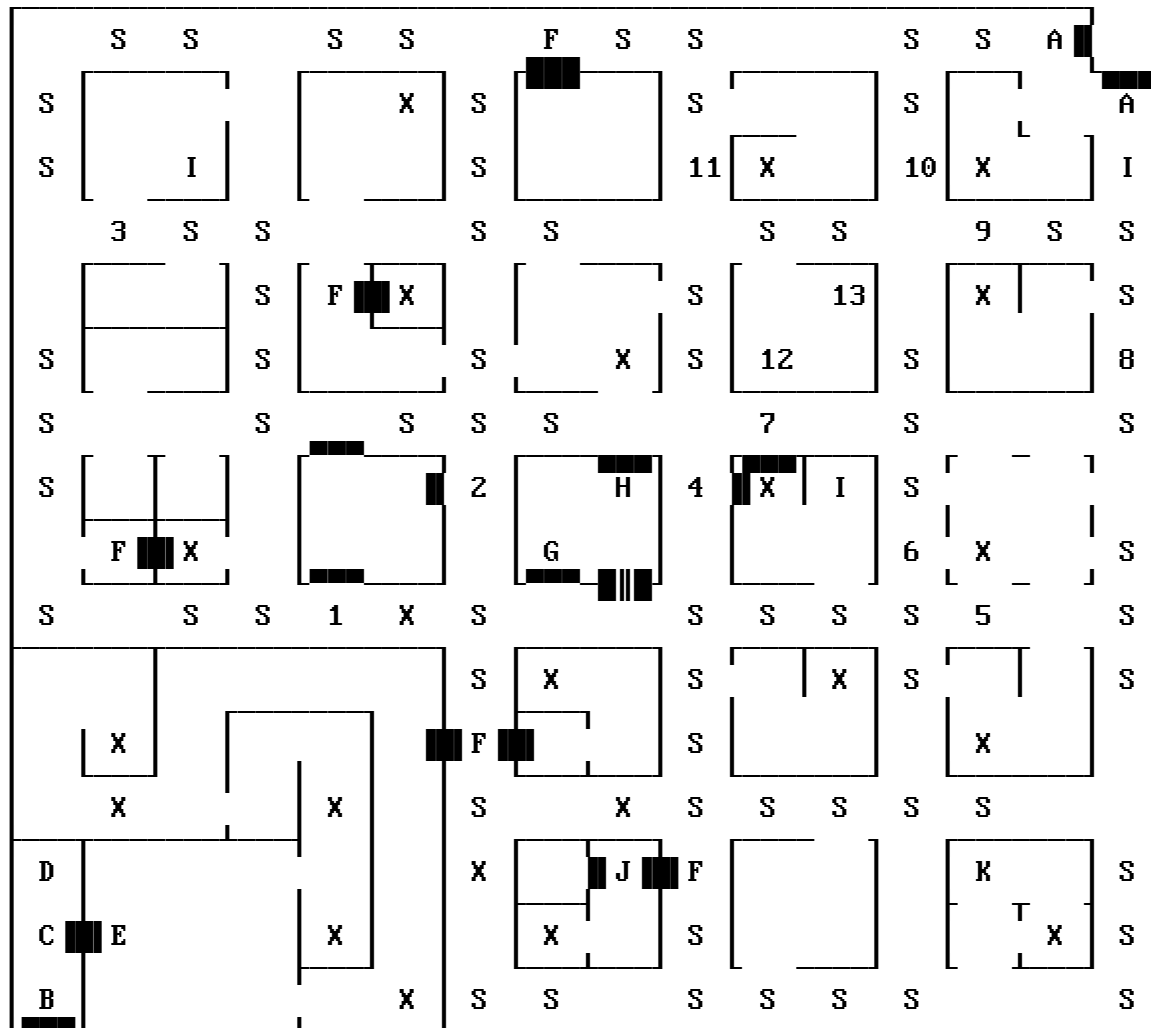 S S S S F S S S S A
S X S S S A
S I S 11 X 10 X I
3 S S S S S S 9 S S
S F X S 13 X S
S S S X S 12 S 8
S S S S S 7 S S
S 2 H 4 X I S
F X G 6 X S
S S S 1 X S S S S S 5 S
S X S X S S
X F S X
X X S X S S S S S
D X J F K S
C E X X S X S
B X S S S S S S S